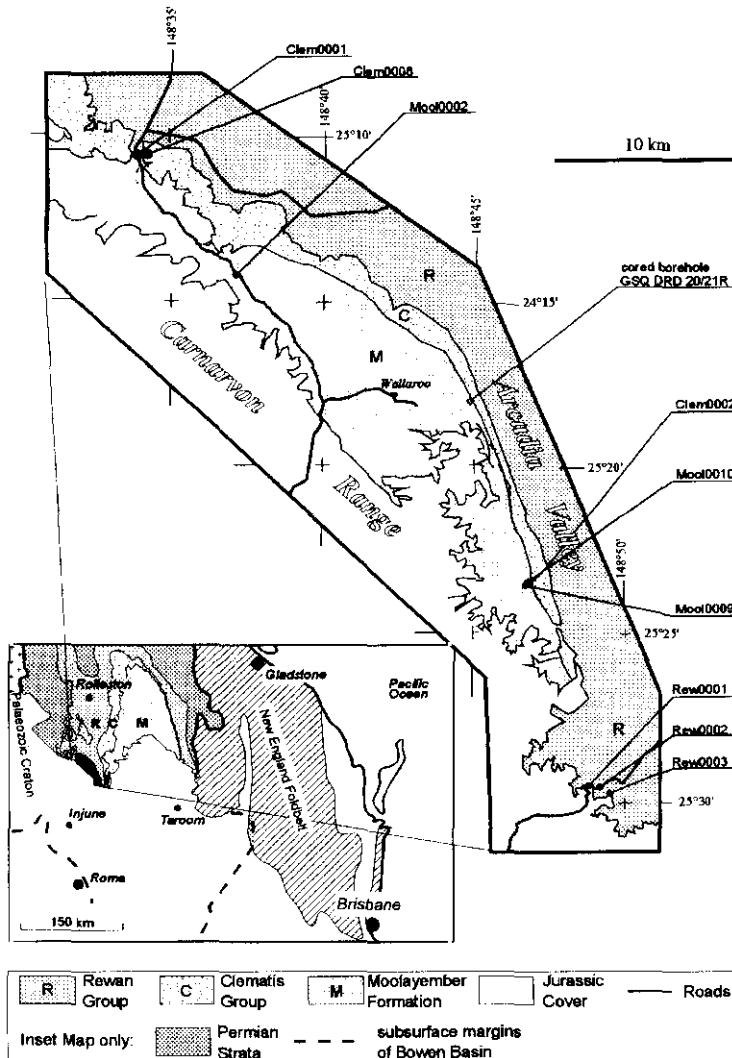 148°35'
Clem0001
Clem0008
148°40'
Mool0002
25°10'
10 km
148°45'
cored borehole
GSQ DRD 20/21R
R
24°15'
C
M
Carnarvon
Wallaroo
Arcadia
Clem0002
25°20'
Mool0010
Range
Valley
148°50'
Mool0009
25°25'
Gladstone
Pacific
Ocean
Rolleston
Rew0001
R
Rew0002
R C M
Palaeozoic Craton
New England Foldbelt
Rew0003
25°30'
Injune
Taroom
Roma
Brisbane
150 km
R Rewan
Group
C Clematis
Group
M Moolayember
Formation
Jurassic
Cover
Roads
Inset Map only:
Permian
Strata
subsurface margins
of Bowen Basin